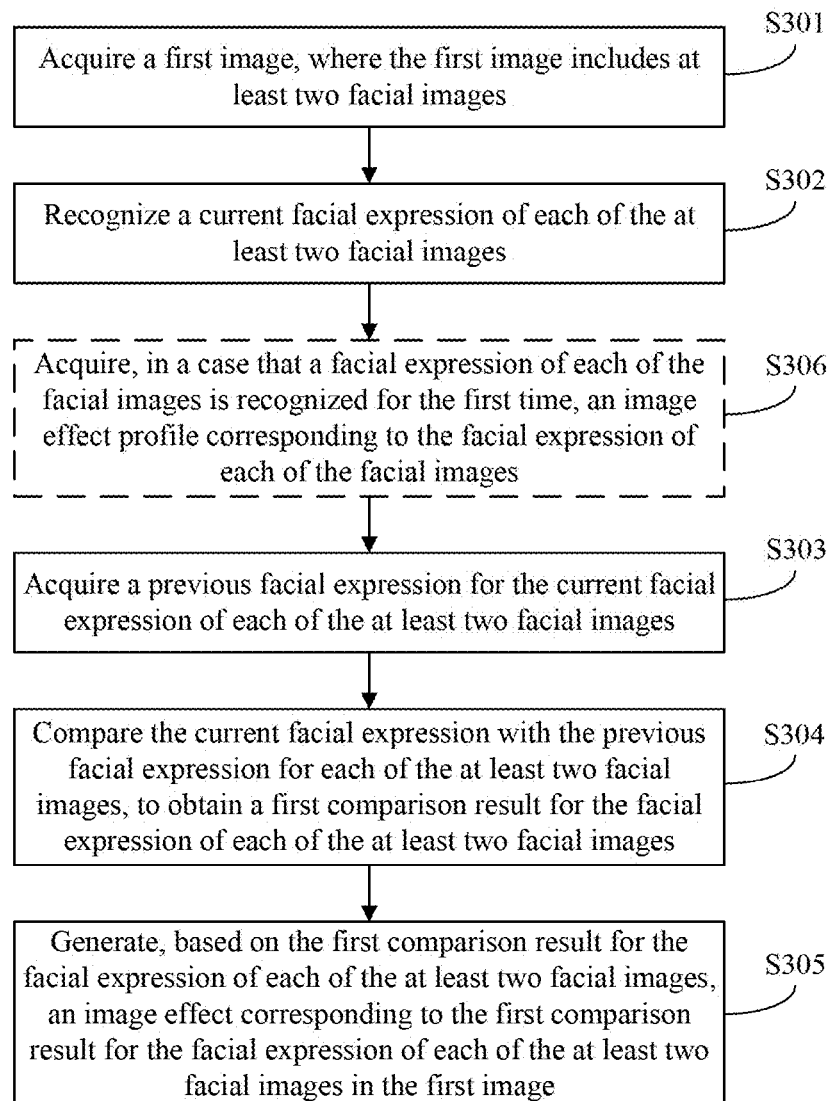 S301
Acquire a first image, where the first image includes at
least two facial images
S302
Recognize a current facial expression of each of the at
least two facial images
S306
Acquire, in a case that a facial expression of each of the
facial images is recognized for the first time, an image
effect profile corresponding to the facial expression of
each of the facial images
S303
Acquire a previous facial expression for the current facial
expression of each of the at least two facial images
S304
Compare the current facial expression with the previous
facial expression for each of the at least two facial
images, to obtain a first comparison result for the facial
expression of each of the at least two facial images
S305
Generate, based on the first comparison result for the
facial expression of each of the at least two facial images,
an image effect corresponding to the first comparison
result for the facial expression of each of the at least two
facial images in the first image